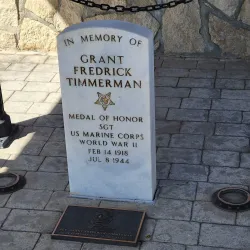 IN MEMORY OF
GRANT
FREDRICK
TIMMERMAN
MEDAL OF HONOR
SGT
US MARINE CORPS
WORLD WAR II
FEB 14 1918
JUL 8 1944